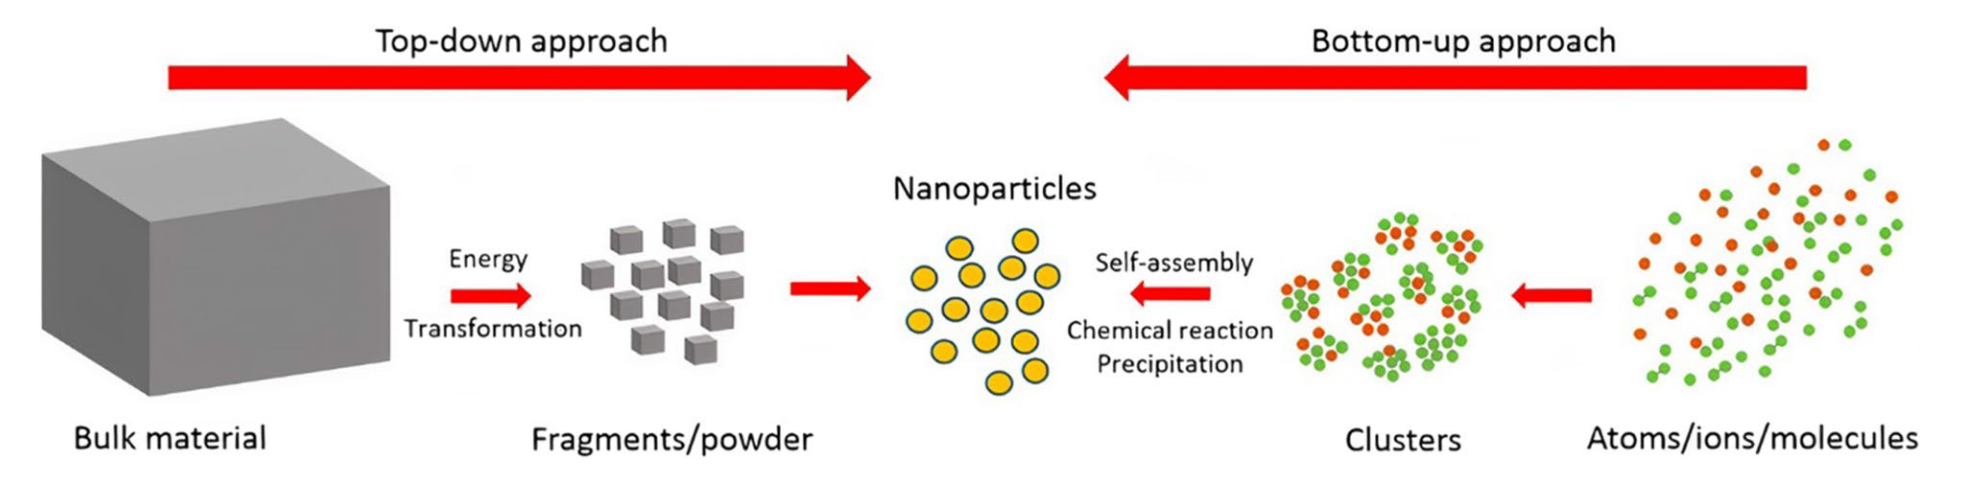 Top-down approach
Bottom-up approach
Nanoparticles
Energy
Transformation
Self-assembly
Chemical reaction
Precipitation
Bulk material
Fragments/powder
Clusters
Atoms/ions/molecules